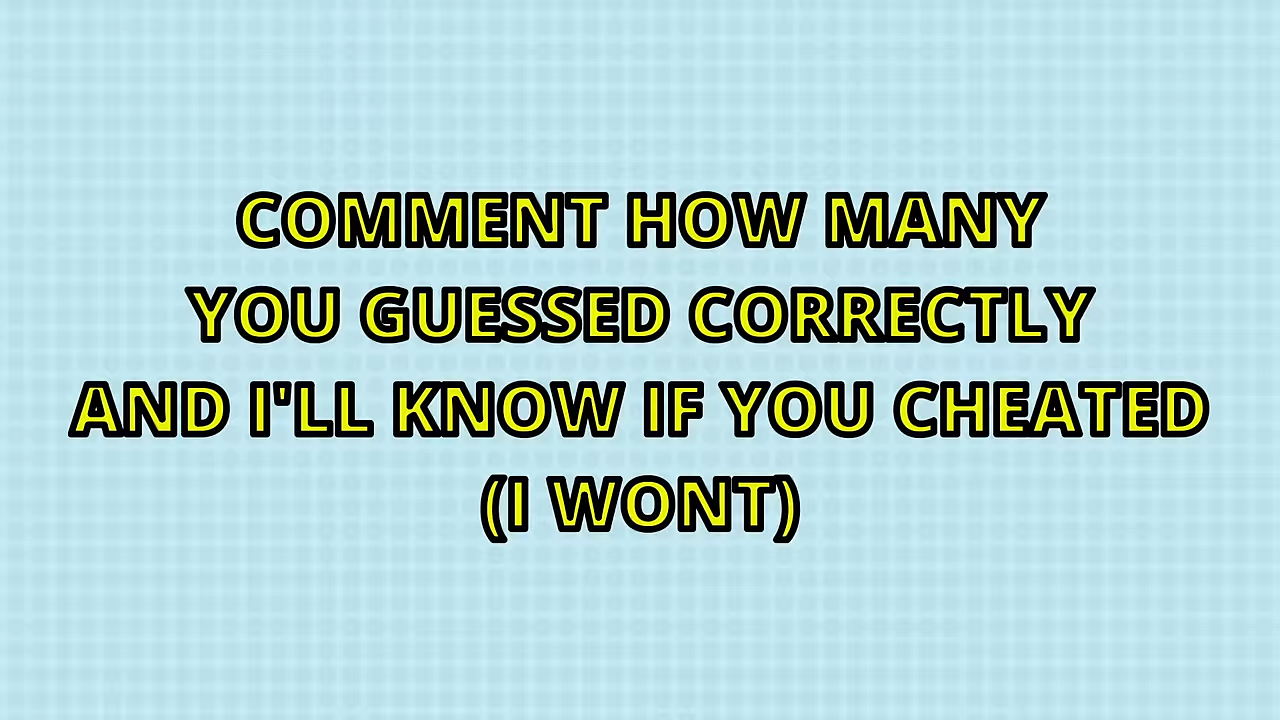 COMMENT HOW MANY
YOU GUESSED CORRECTLY
AND I'LL KNOW IF YOU CHEATED
(I WONT)